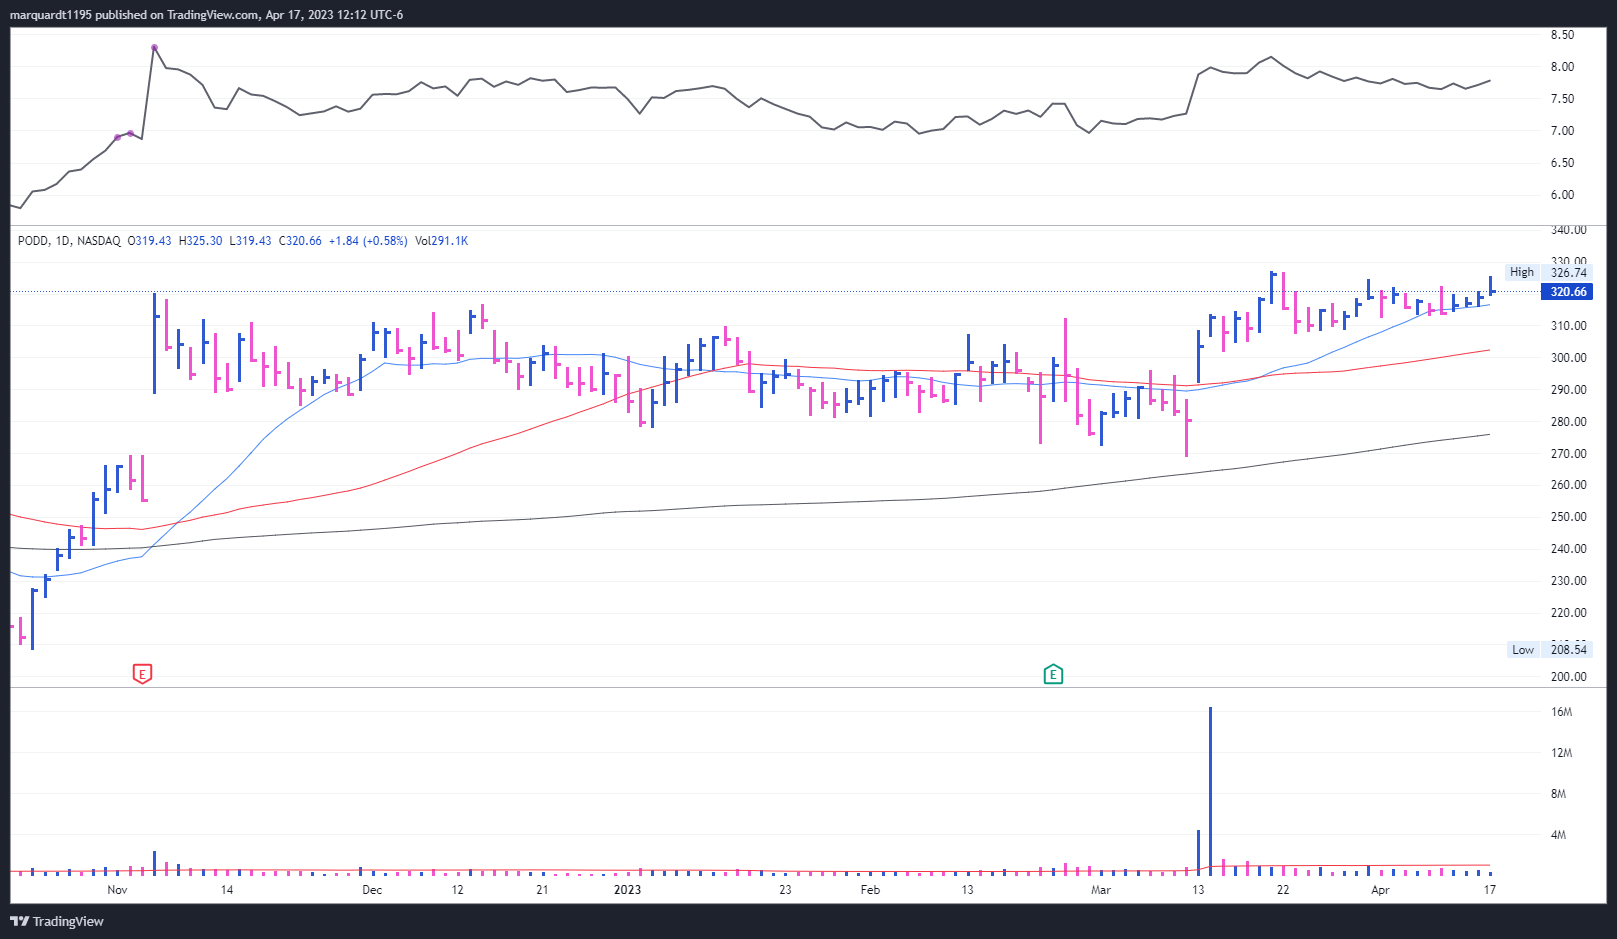 marquardt1195 published on TradingView.com, Apr 17, 2023 12:12 UTC-6
8.50
8.00
7.50
7.00
6.50
6.00
PODD, 1D, NASDAQ O319.43 H325.30 L319.43 C320.66 +1.84 (+0.58%) Vol291.1K
340.00
330.00
High 326.74
320.66
310.00
300.00
290.00
280.00
270.00
260.00
250.00
240.00
230.00
220.00
Low 208.54
200.00
E
E
16M
12M
8M
4M
Nov 14 Dec 12 21 2023 23 Feb 13 Mar 13 22 Apr 17
TradingView